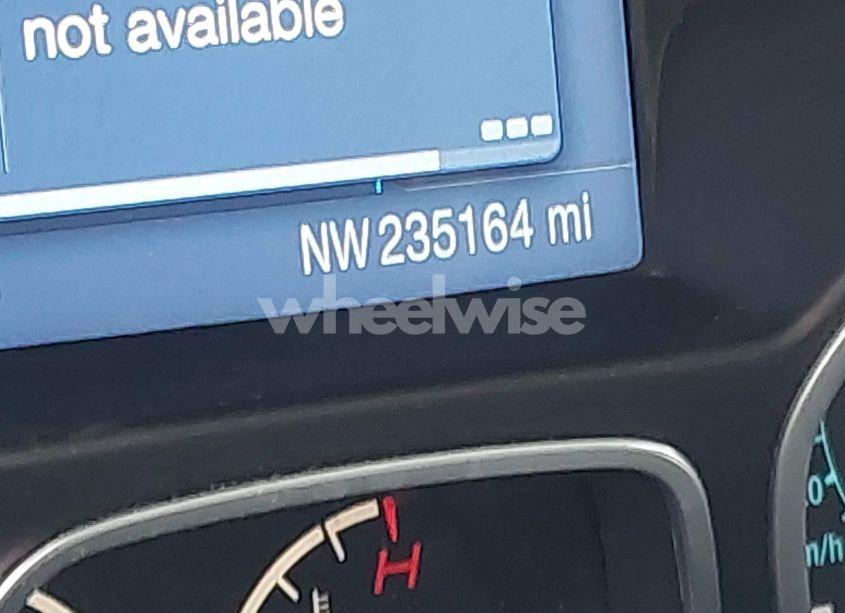 not available
NW 235164 mi
wheelwise
H